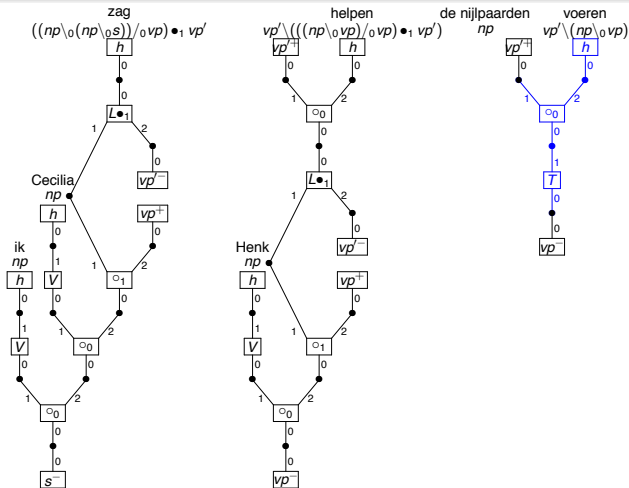 zag helpen de nijlpaarden voeren
((np\₀(np\₀s))/₀vp) •₁ vp′ vp′\(((np\₀vp)/₀vp) •₁ vp′) np vp′\(np\₀vp)
h vp′⁺ h vp′⁺ h
0 0 0 0 0
1 2 1 2
0 ○₀ ○₀
L•₁ 0 0
1 2 0 1
0 L•₁ T
vp′⁻ 1 2 0
Cecilia vp⁺ 0 vp⁻
np vp′⁻
h 0 Henk vp⁺
ik 0 np
np 1 1 2 h 0
h V ○₁ 0
0 0 0 1 1 2
1 1 2 V ○₁
V ○₀ 0 0
0 0 1 2
1 2 ○₀
○₀ 0
0 0
0 vp⁻
s⁻